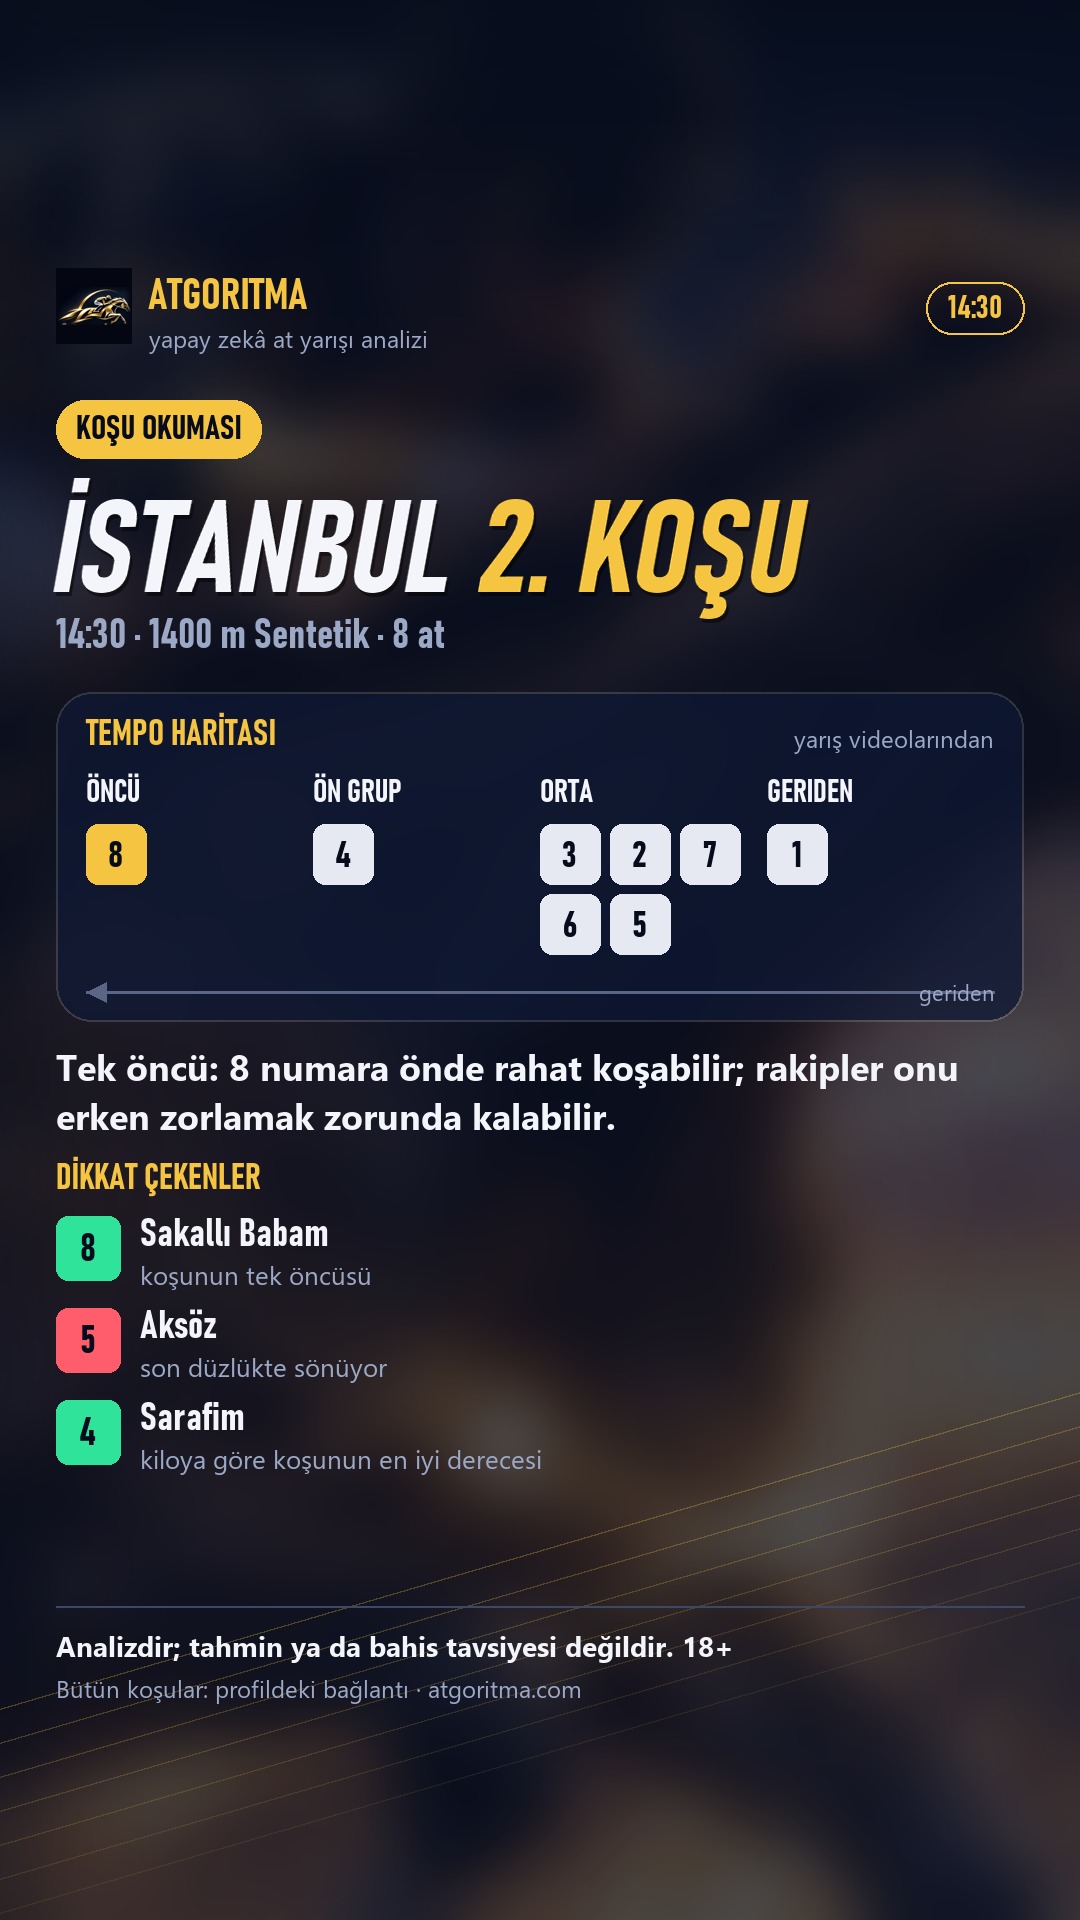 ATGORITMA
yapay zekâ at yarışı analizi
14:30
KOŞU OKUMASI
İSTANBUL 2. KOŞU
14:30 · 1400 m Sentetik · 8 at
TEMPO HARİTASI
yarış videolarından
ÖNCÜ ÖN GRUP ORTA GERIDEN
8 4 3 2 7 1
6 5
geriden
Tek öncü: 8 numara önde rahat koşabilir; rakipler onu
erken zorlamak zorunda kalabilir.
DİKKAT ÇEKENLER
8 Sakallı Babam
koşunun tek öncüsü
5 Aksöz
son düzlükte sönüyor
4 Sarafim
kiloya göre koşunun en iyi derecesi
Analizdir; tahmin ya da bahis tavsiyesi değildir. 18+
Bütün koşular: profildeki bağlantı · atgoritma.com